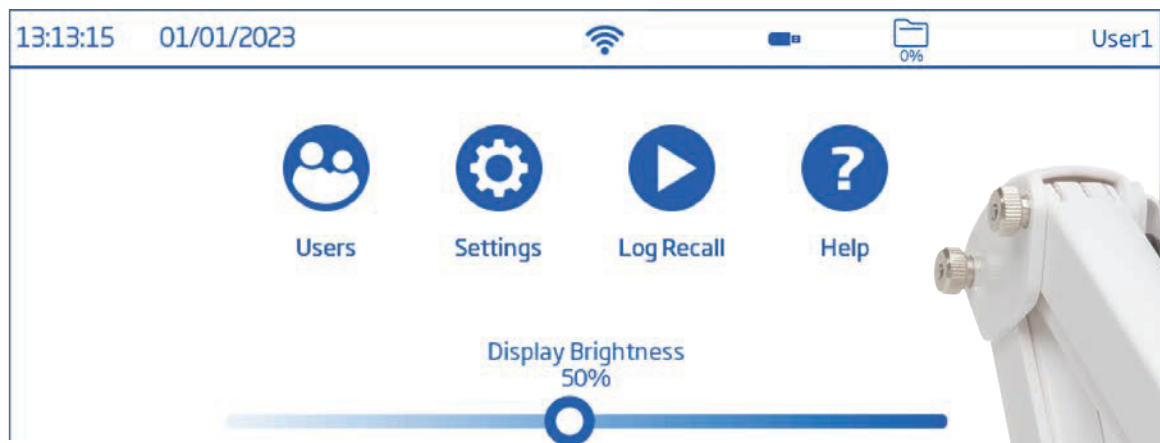 13:13:15 01/01/2023 User1
0%
Users Settings Log Recall Help
?
Display Brightness
50%